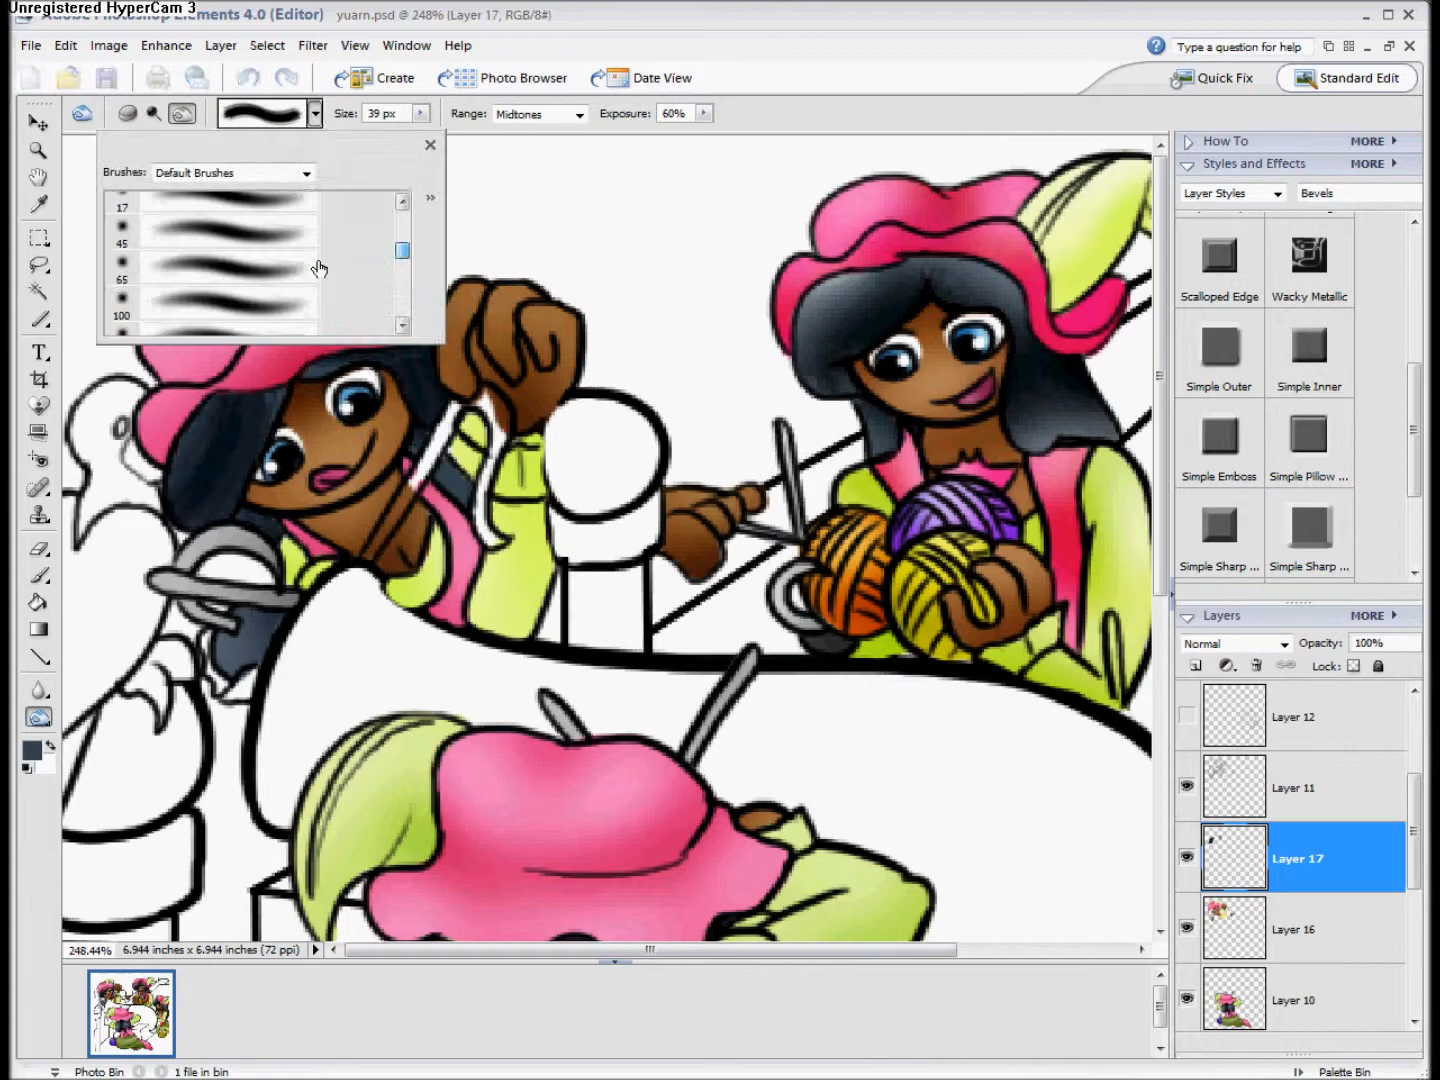 Unregistered HyperCam 3
Adobe Photoshop Elements 4.0 (Editor) yuarn.psd @ 248% (Layer 17, RGB/8#)
File Edit Image Enhance Layer Select Filter View Window Help
Type a question for help
Create Photo Browser Date View
Quick Fix Standard Edit
Size: 39 px Range: Midtones Exposure: 60%
How To MORE
Styles and Effects MORE
Brushes: Default Brushes
Layer Styles Bevels
17
45
65
100
Scalloped Edge Wacky Metallic
Simple Outer Simple Inner
Simple Emboss Simple Pillow ...
Simple Sharp ... Simple Sharp ...
Layers MORE
Normal Opacity: 100%
Lock:
Layer 12
Layer 11
Layer 17
Layer 16
Layer 10
248.44% 6.944 inches x 6.944 inches (72 ppi)
Photo Bin 1 file in bin Palette Bin